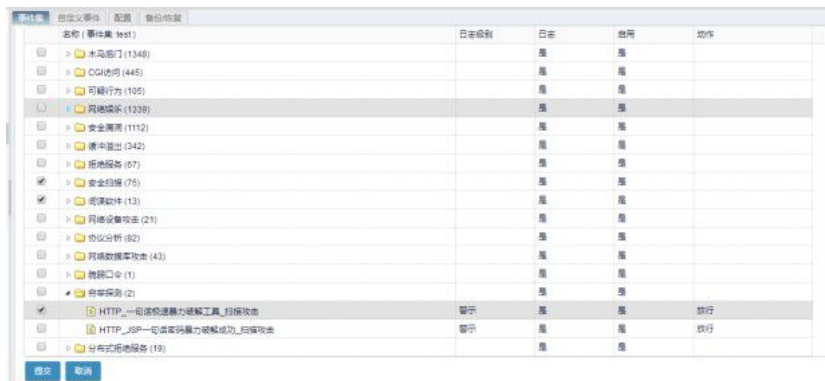 事件集 自定义事件 配置 备份/恢复
名称 ( 事件集 test) 日志级别 日志 启用 动作
木马后门 (1348) 是 是
CGI访问 (445) 是 是
可疑行为 (105) 是 是
网络娱乐 (1339) 是 是
安全漏洞 (1112) 是 是
缓冲溢出 (342) 是 是
拒绝服务 (67) 是 是
安全扫描 (75) 是 是
间谍软件 (13) 是 是
网络设备攻击 (21) 是 是
协议分析 (82) 是 是
网络数据库攻击 (43) 是 是
脆弱口令 (1) 是 是
穷举探测 (2) 是 是
HTTP_一句话极速暴力破解工具_扫描攻击 警示 是 是 放行
HTTP_JSP一句话密码暴力破解成功_扫描攻击 警示 是 是 放行
分布式拒绝服务 (19) 是 是
提交 取消